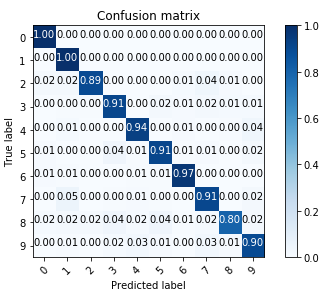 Confusion matrix
0 1.00 0.00 0.00 0.00 0.00 0.00 0.00 0.00 0.00 0.00
1 0.00 1.00 0.00 0.00 0.00 0.00 0.00 0.00 0.00 0.00
2 0.02 0.02 0.89 0.00 0.00 0.00 0.01 0.04 0.01 0.00
3 0.00 0.01 0.00 0.91 0.00 0.02 0.01 0.02 0.01 0.01
4 0.00 0.01 0.00 0.00 0.94 0.00 0.01 0.00 0.00 0.04
5 0.01 0.00 0.00 0.04 0.01 0.91 0.01 0.01 0.00 0.02
6 0.01 0.01 0.00 0.00 0.01 0.01 0.97 0.00 0.00 0.00
7 0.00 0.01 0.00 0.01 0.00 0.00 0.91 0.00 0.02
8 0.02 0.02 0.02 0.04 0.02 0.04 0.01 0.02 0.80 0.02
9 0.00 0.01 0.00 0.02 0.03 0.01 0.00 0.03 0.01 0.90
0 1 2 3 4 5 6 7 8 9
True label
Predicted label
1.0
0.8
0.6
0.4
0.2
0.0